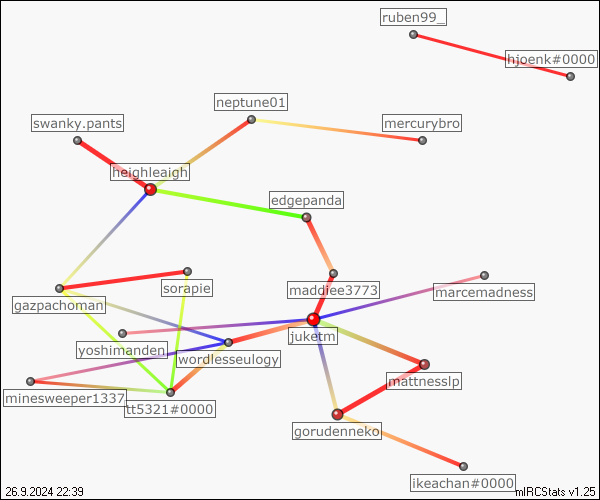 ruben99_
hjoenk#0000
neptune01
swanky.pants
mercurybro
heighleaigh
edgepanda
sorapie
maddiee3773
marcemadness
gazpachoman
juketm
yoshimanden
wordlesseulogy
mattnesslp
minesweeper1337
tt5321#0000
gorudenneko
ikeachan#0000
26.9.2024 22:39
mIRCStats v1.25